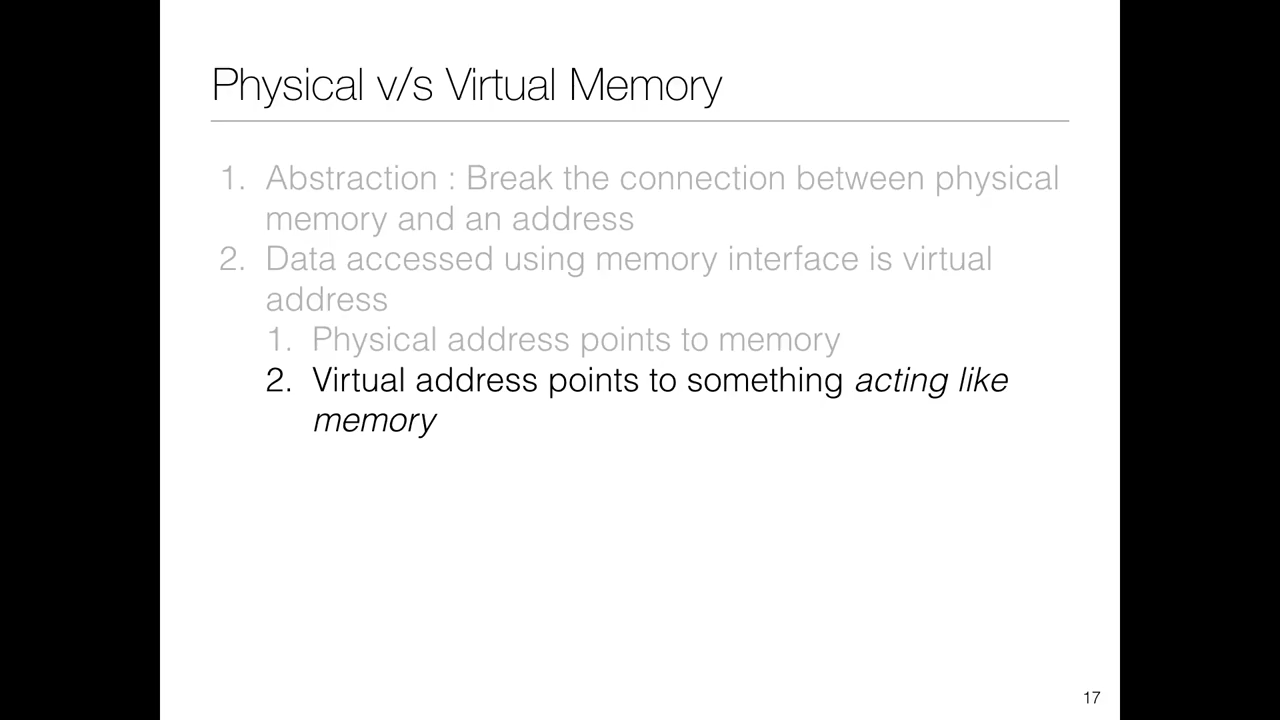 Physical v/s Virtual Memory
1. Abstraction : Break the connection between physical
memory and an address
2. Data accessed using memory interface is virtual
address
1. Physical address points to memory
2. Virtual address points to something acting like
memory
17